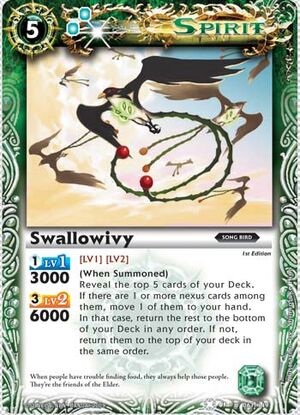 5
SPIRIT
Swallowivy
SONG BIRD
1st Edition
1 LV1
3000
3 LV2
6000
[LV1] [LV2]
(When Summoned)
Reveal the top 5 cards of your Deck.
If there are 1 or more nexus cards among
them, move 1 of them to your hand.
In that case, return the rest to the bottom
of your Deck in any order. If not,
return them to the top of your deck in
the same order.
When people have trouble finding food, they always help those people.
They're the friends of the Elder.